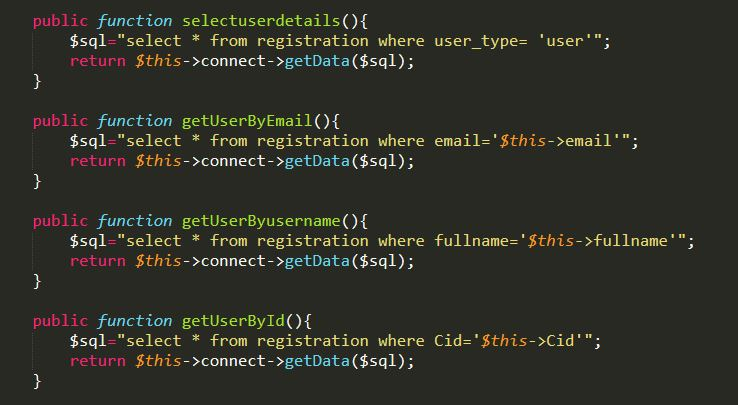 public function selectuserdetails(){
    $sql="select * from registration where user_type= 'user'";
    return $this->connect->getData($sql);
}

public function getUserByEmail(){
    $sql="select * from registration where email='$this->email'";
    return $this->connect->getData($sql);
}

public function getUserByusername(){
    $sql="select * from registration where fullname='$this->fullname'";
    return $this->connect->getData($sql);
}

public function getUserById(){
    $sql="select * from registration where Cid='$this->Cid'";
    return $this->connect->getData($sql);
}